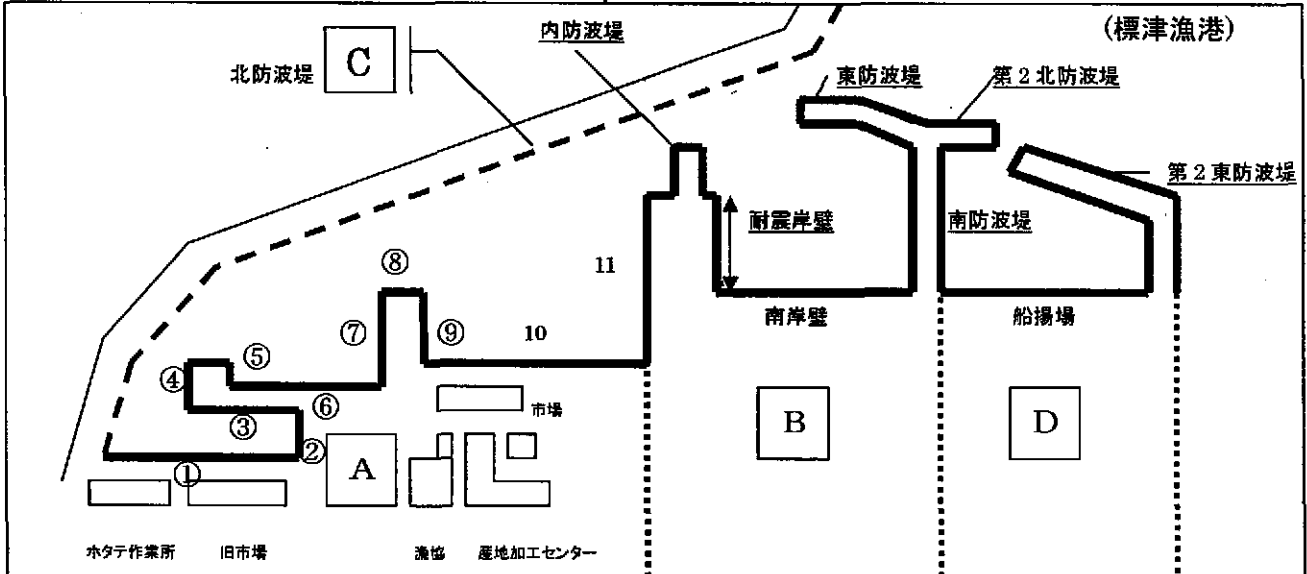 (標津漁港)
内防波堤
C
北防波堤
東防波堤
第2北防波堤
第2東防波堤
耐震岸壁
南防波堤
⑧
11
南岸壁
船揚場
⑦
⑨
10
⑤
④
⑥
市場
③
②
①
A
B
D
ホタテ作業所
旧市場
漁協
産地加工センター